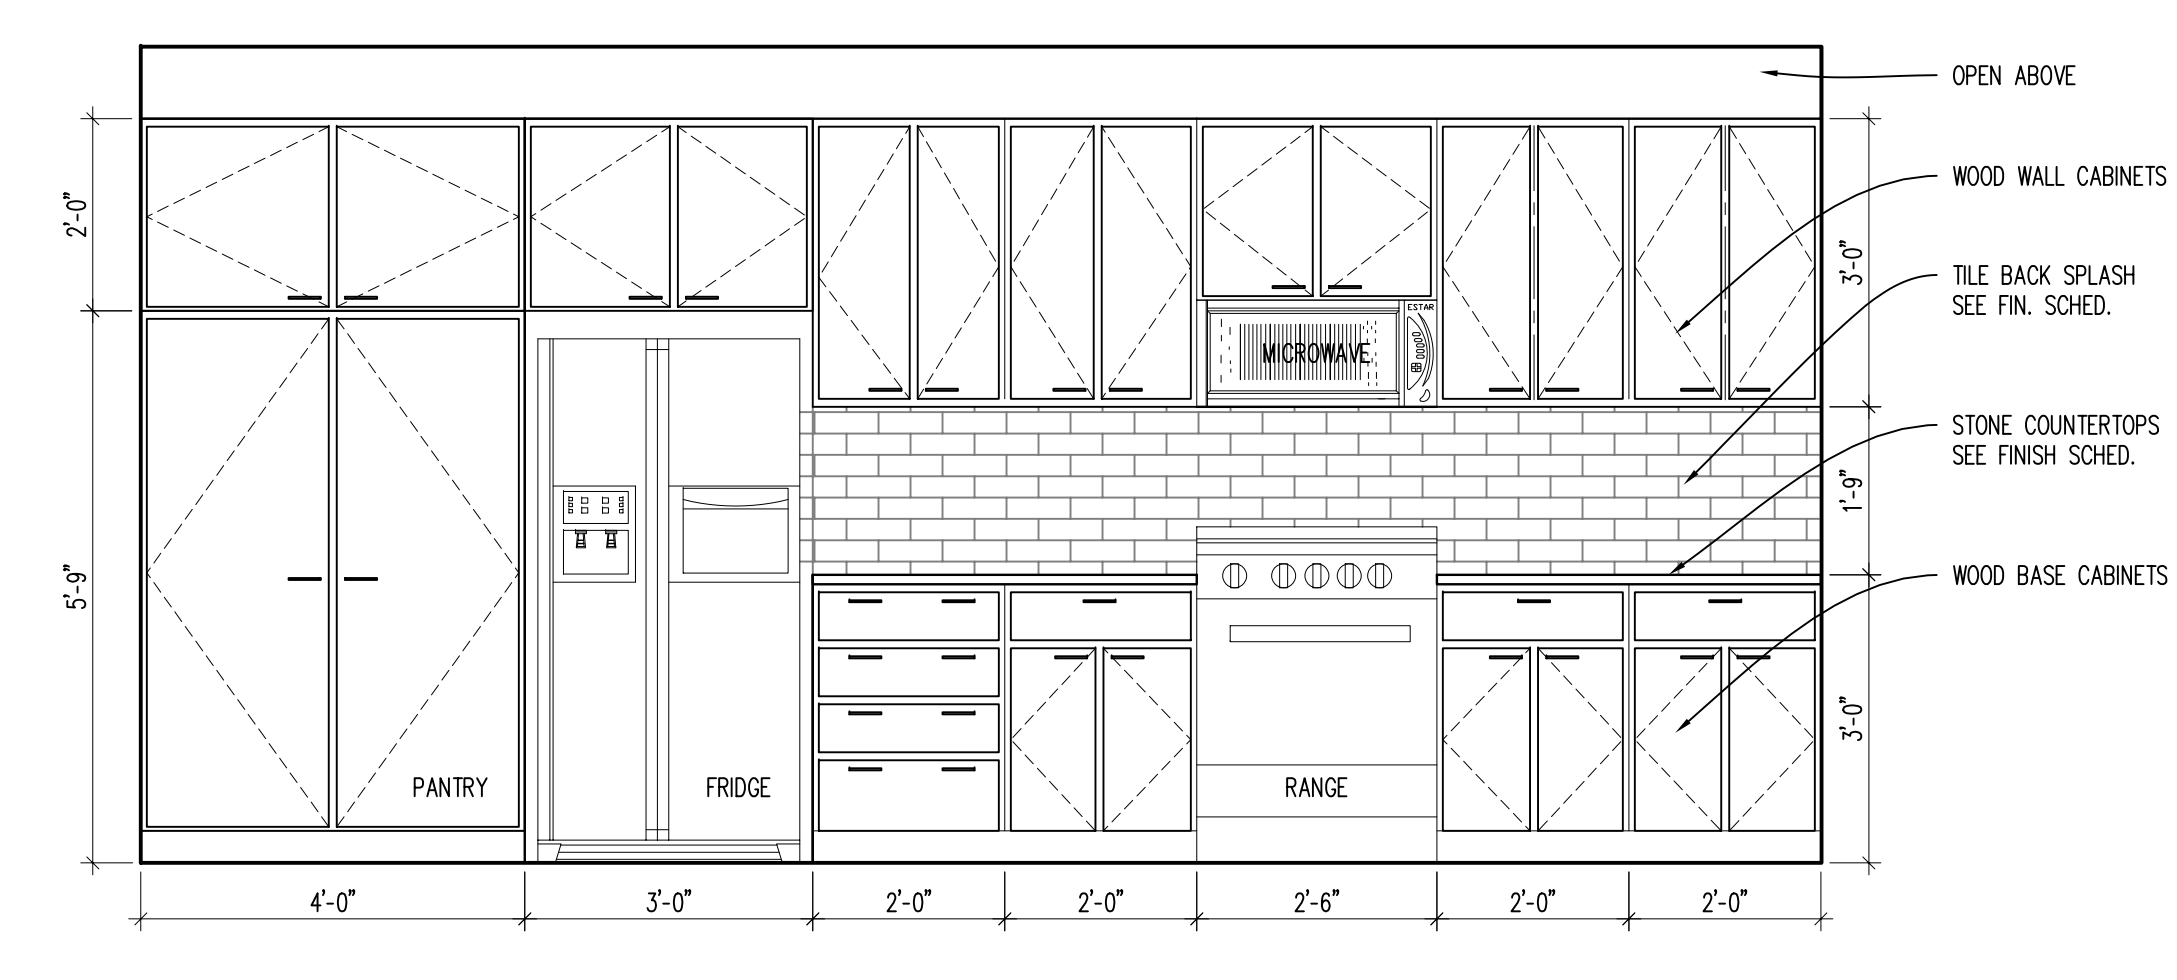 OPEN ABOVE
WOOD WALL CABINETS
2'-0"
3'-0"
TILE BACK SPLASH
SEE FIN. SCHED.
ESTAR
MICROWAVE
STONE COUNTERTOPS
SEE FINISH SCHED.
1'-9"
5'-9"
WOOD BASE CABINETS
3'-0"
PANTRY
FRIDGE
RANGE
4'-0"
3'-0"
2'-0"
2'-0"
2'-6"
2'-0"
2'-0"